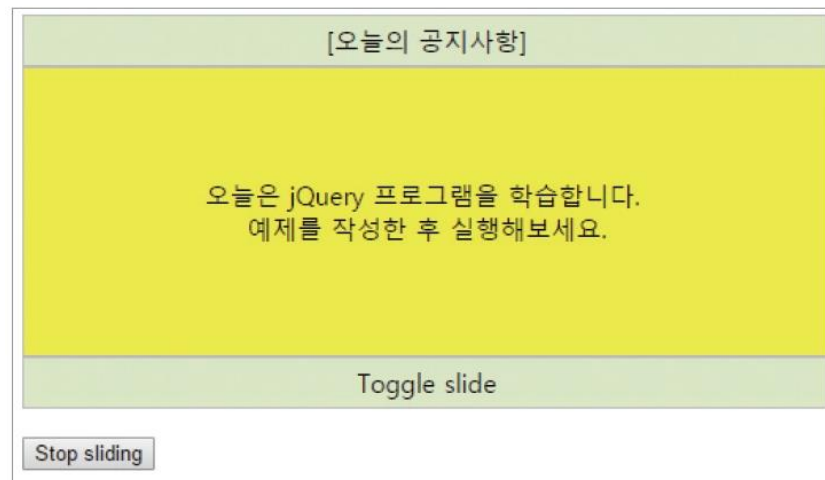 [오늘의 공지사항]
오늘은 jQuery 프로그램을 학습합니다.
예제를 작성한 후 실행해보세요.
Toggle slide
Stop sliding